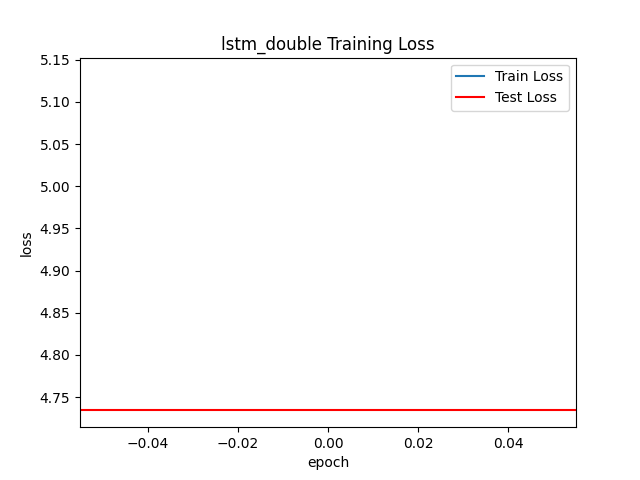 lstm_double Training Loss
5.15
5.10
5.05
5.00
4.95
4.90
4.85
4.80
4.75
loss
Train Loss
Test Loss
−0.04
−0.02
0.00
0.02
0.04
epoch